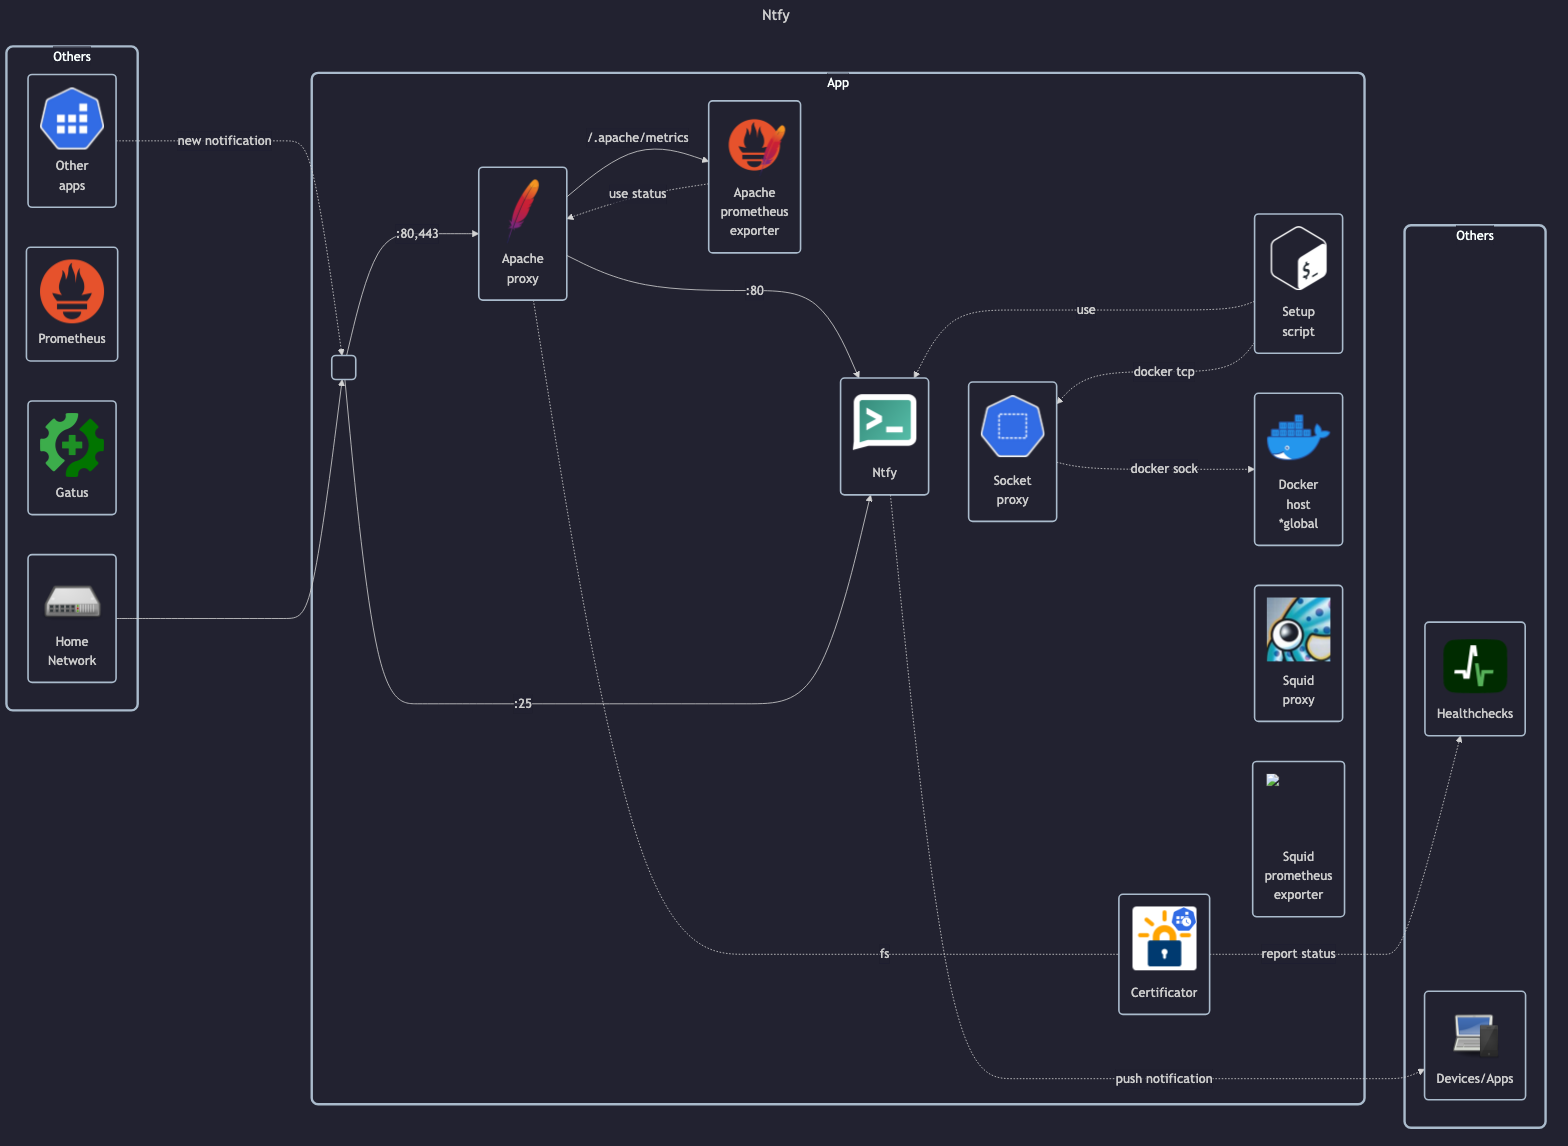 Ntfy
Others
Other
apps
Prometheus
Gatus
Home
Network
new notification
App
:80,443
Apache
proxy
/.apache/metrics
use status
Apache
prometheus
exporter
:80
:25
>_
Ntfy
use
docker tcp
docker sock
Socket
proxy
$_
Setup
script
Docker
host
*global
Squid
proxy
Squid
prometheus
exporter
fs
Certificator
report status
push notification
Others
Healthchecks
Devices/Apps